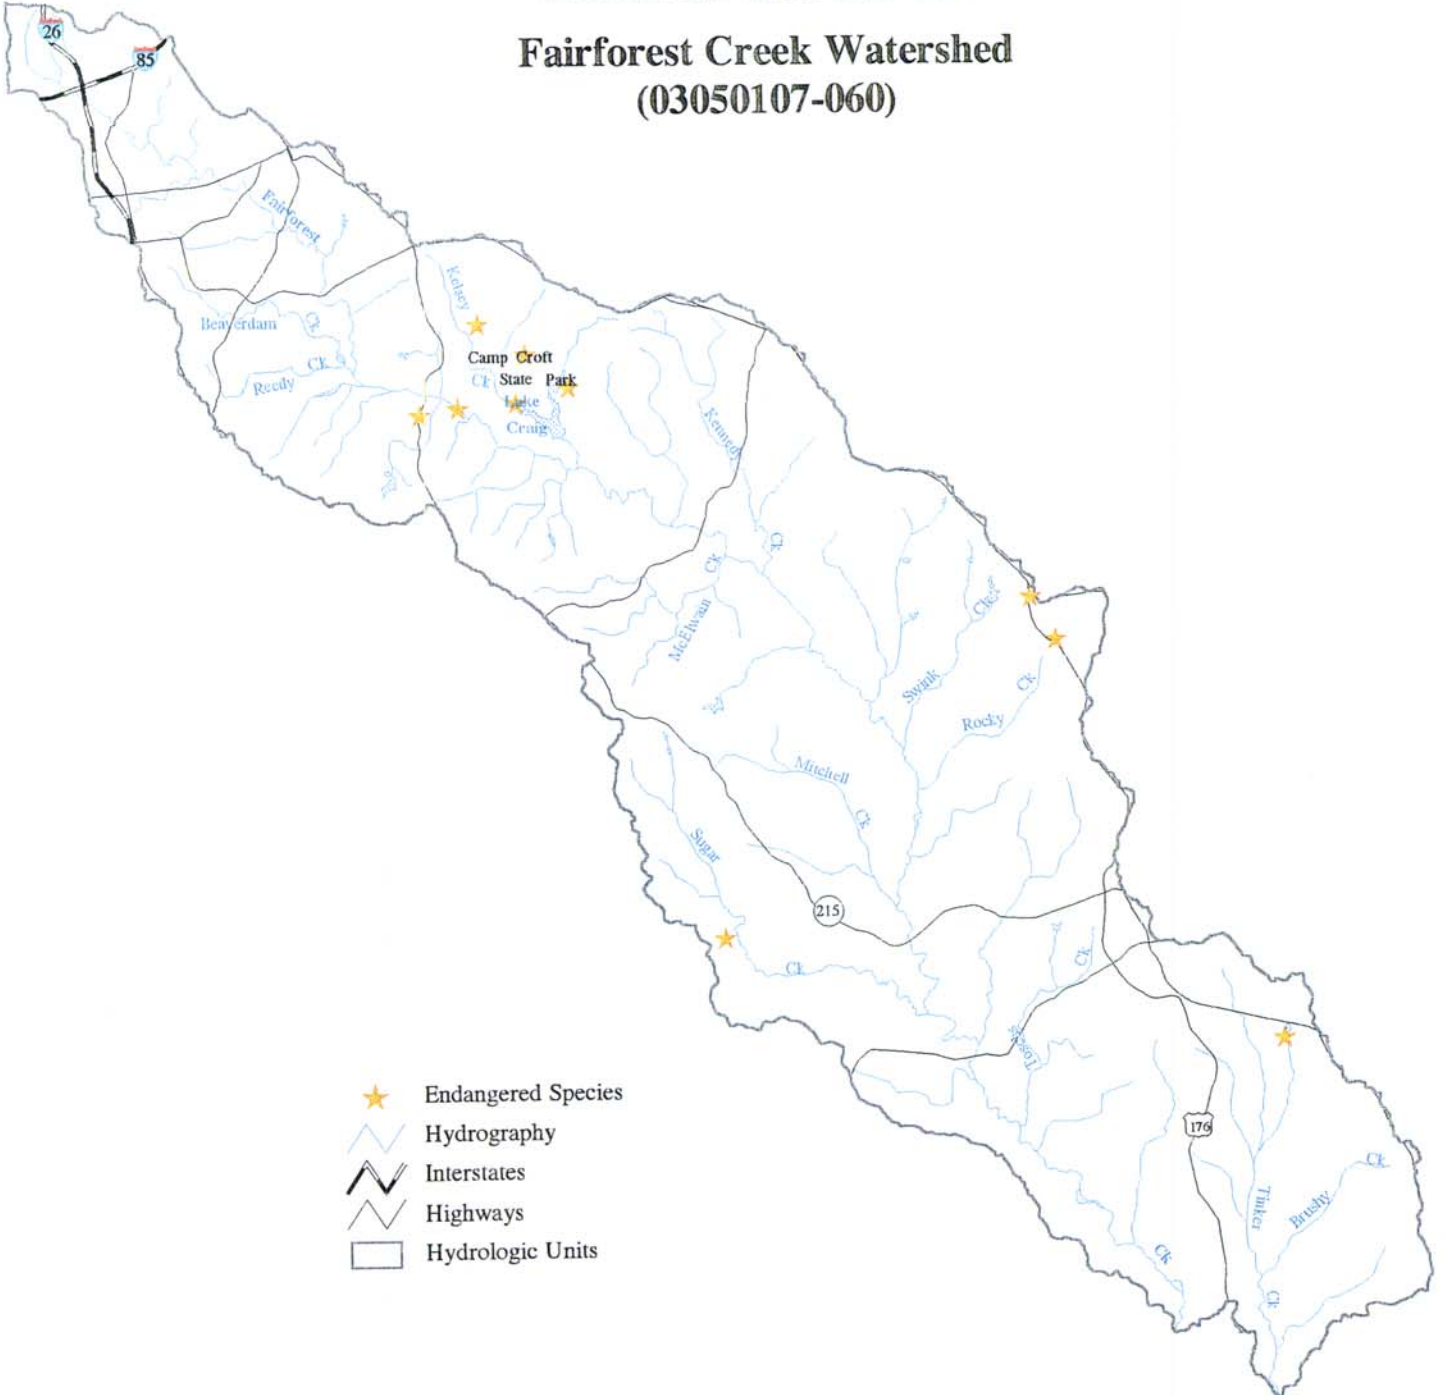 Fairforest Creek Watershed
(03050107-060)
26
85
Fairforest
Kelsey
Beaverdam
Ck
Camp Croft
Ck
Reedy
Ck
State Park
Lake
Craig
Kennedy
Ck
Ck
Ck
McElwain
Swink
Ck
Rocky
Mitchell
Ck
Sugar
215
Ck
Ck
Endangered Species
Hydrography
176
Interstates
Ck
Tinker
Brushy
Highways
Hydrologic Units
Ck
Ck